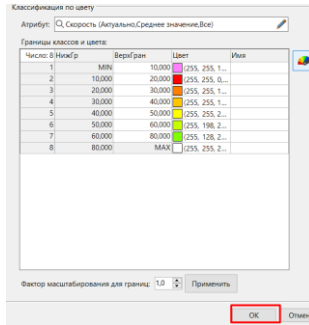 Классификация по цвету
Атрибут: Скорость (Актуально,Среднее значение,Все)
Границы классов и цвета:
Число: 8 НижГр ВерхГран Цвет Имя
1 MIN 10,000 (255, 255, 1...
2 10,000 20,000 (255, 255, 0,...
3 20,000 30,000 (255, 255, 1...
4 30,000 40,000 (255, 255, 1...
5 40,000 50,000 (255, 255, 2...
6 50,000 60,000 (255, 198, 2...
7 60,000 80,000 (255, 128, 2...
8 80,000 MAX (255, 255, 2...
Фактор масштабирования для границ: 1,0 Применить
OK Отмен